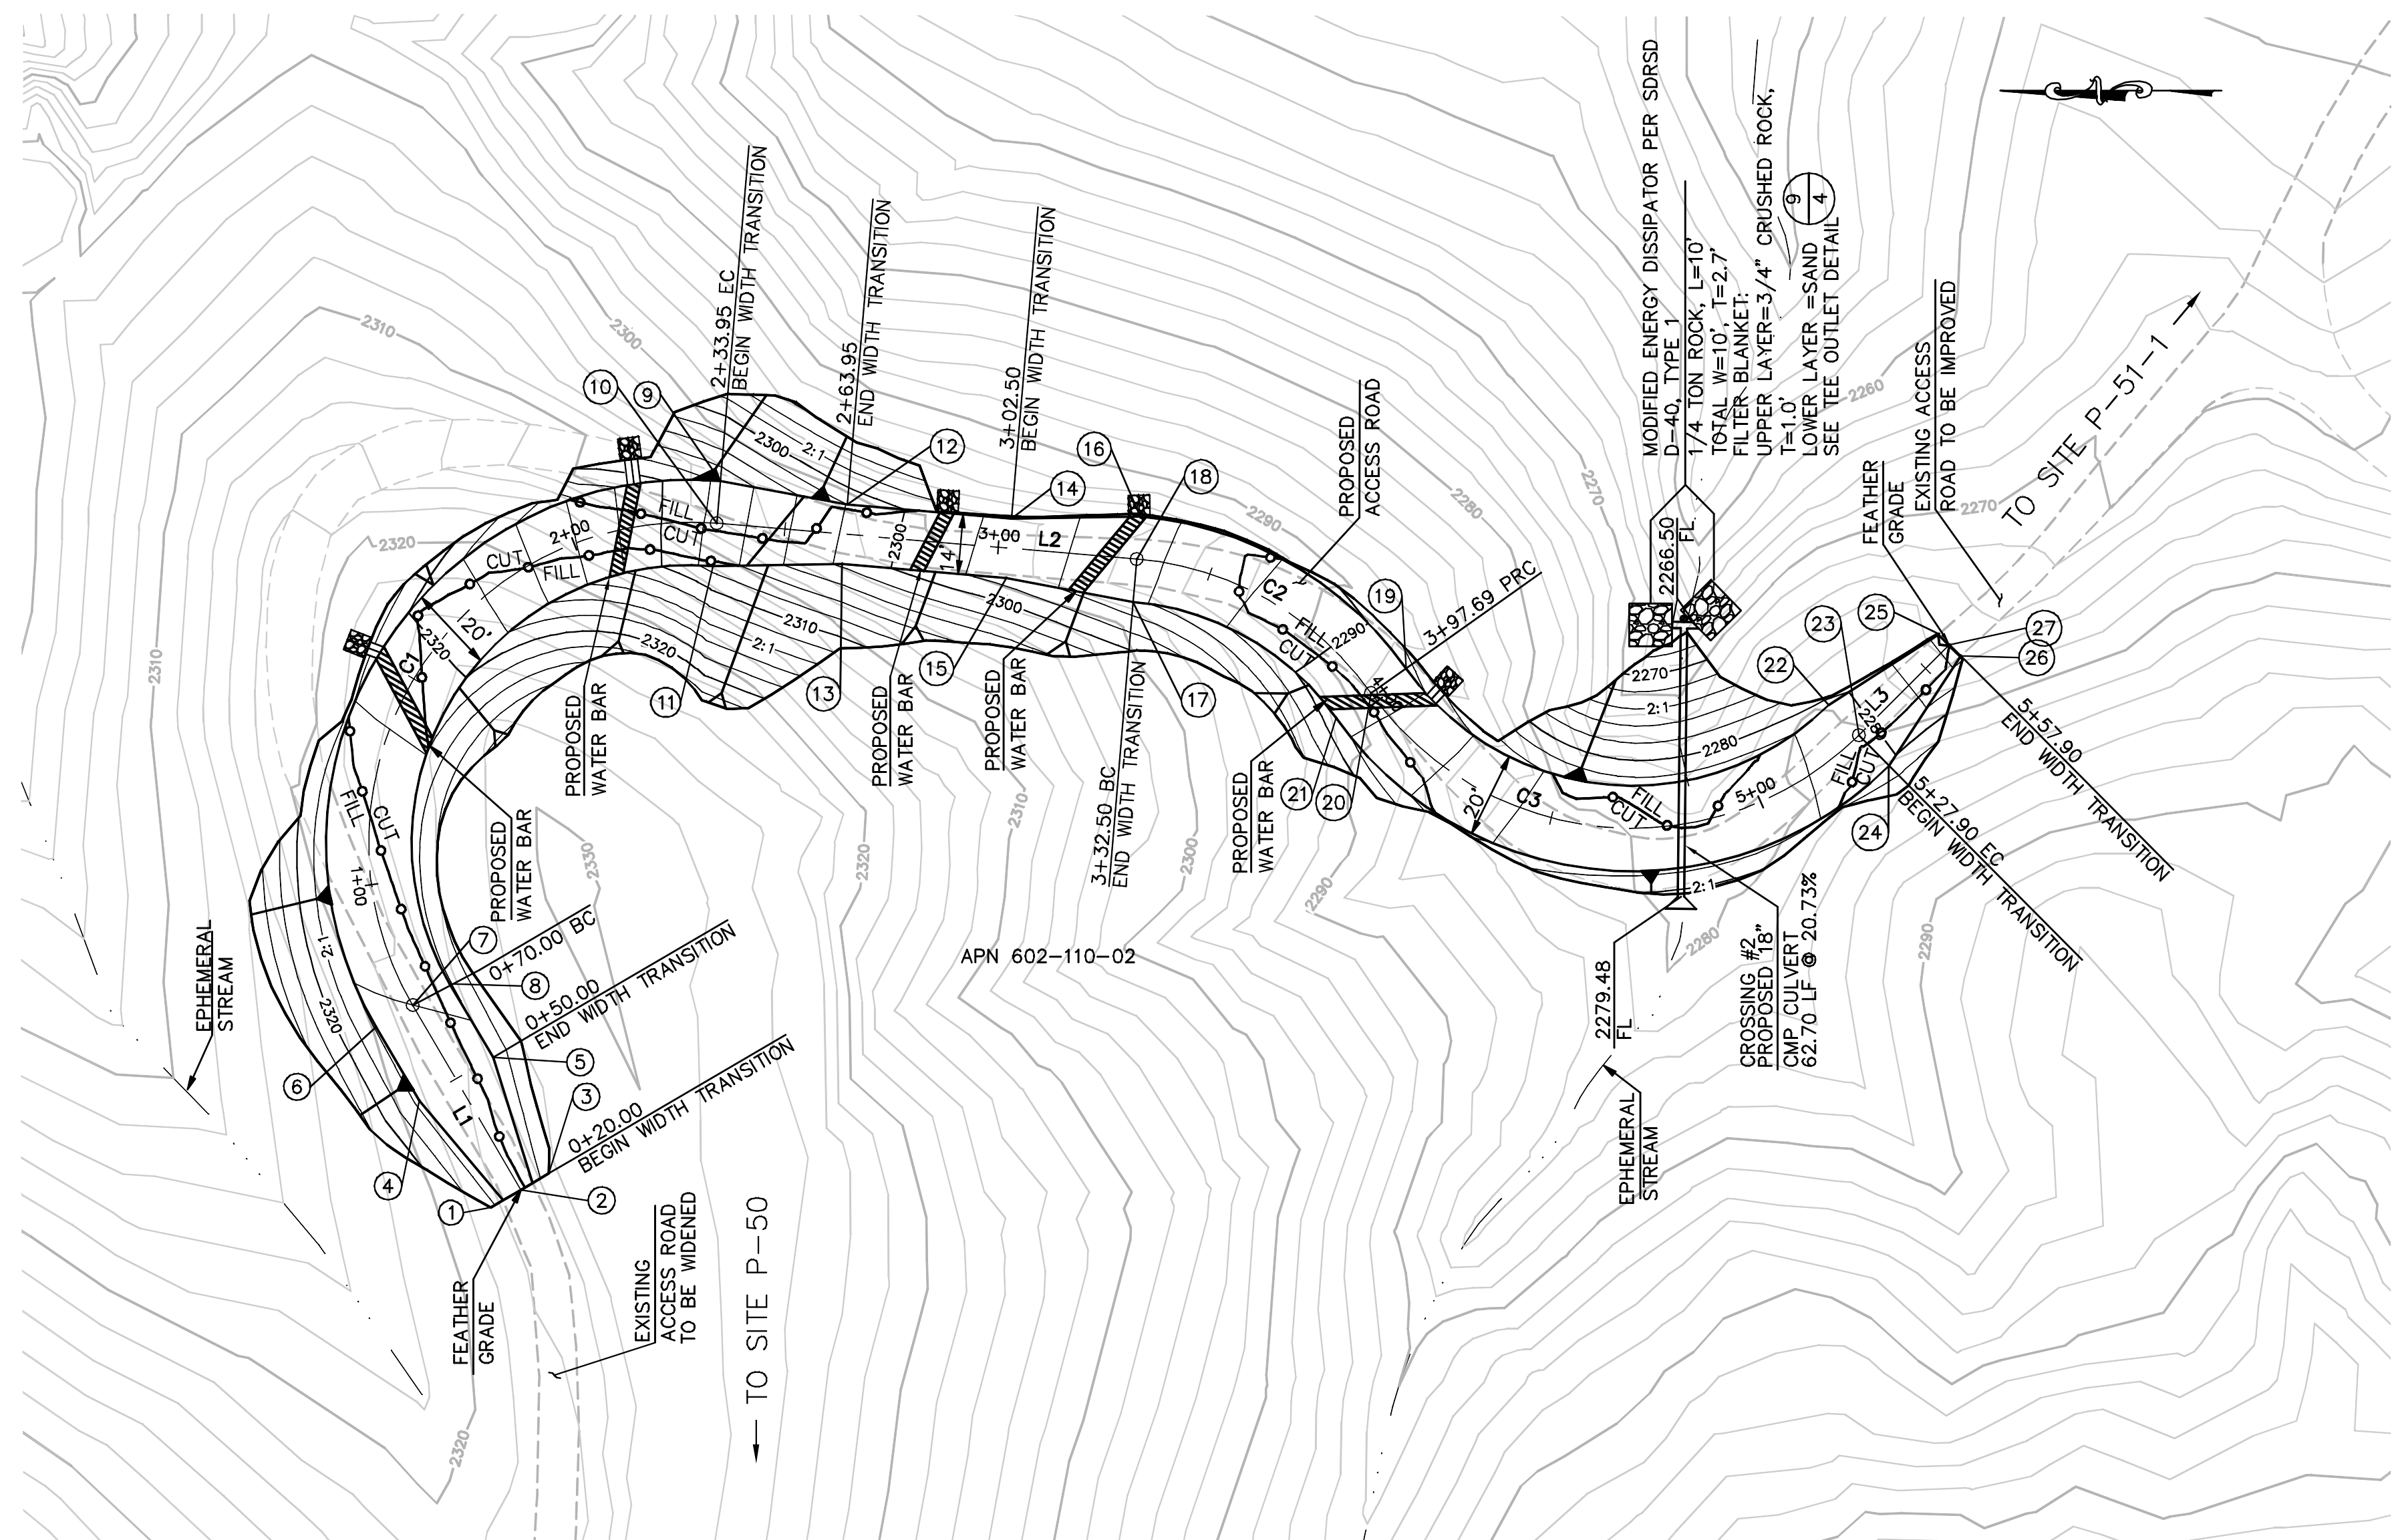 MODIFIED ENERGY DISSIPATOR PER SDRSD
D-40, TYPE 1
1/4 TON ROCK, L=10'
TOTAL W=10', T=2.7'
FILTER BLANKET:
UPPER LAYER=3/4" CRUSHED ROCK,
T=1.0'
LOWER LAYER =SAND
SEE TEE OUTLET DETAIL
9
4
2+33.95 EC
BEGIN WIDTH TRANSITION
2+63.95
END WIDTH TRANSITION
3+02.50
BEGIN WIDTH TRANSITION
PROPOSED
ACCESS ROAD
EXISTING ACCESS
ROAD TO BE IMPROVED
FEATHER
GRADE
TO SITE P-51-1
2310
2300
2290
2280
2270
2260
2270
2320
2310
10
9
12
14
16
18
19
2300
2:1
FILL
CUT
2+00
CUT
FILL
2300
14'
3+00
L2
C2
FILL
CUT
2290
3+97.69 PRC
4+00
2266.50
FL
23
25
27
26
22
20'
2320
C1
2320
2:1
2310
2300
11
13
15
17
PROPOSED
WATER BAR
PROPOSED
WATER BAR
PROPOSED
WATER BAR
3+32.50 BC
END WIDTH TRANSITION
PROPOSED
WATER BAR
21
20
20'
C3
2270
2:1
2280
FILL
CUT
5+00
L3
2280
FILL
CUT
24
5+57.90
END WIDTH TRANSITION
5+27.90 EC
BEGIN WIDTH TRANSITION
2:1
FILL
CUT
1+00
PROPOSED
WATER BAR
2330
2320
2310
2300
2290
2280
2290
7
0+70.00 BC
8
0+50.00
END WIDTH TRANSITION
5
3
0+20.00
BEGIN WIDTH TRANSITION
2:1
2320
6
L1
4
1
2
EPHEMERAL
STREAM
APN 602-110-02
2279.48
FL
CROSSING #2
PROPOSED 18"
CMP CULVERT
62.70 LF @ 20.73%
EPHEMERAL
STREAM
FEATHER
GRADE
EXISTING
ACCESS ROAD
TO BE WIDENED
TO SITE P-50
2320